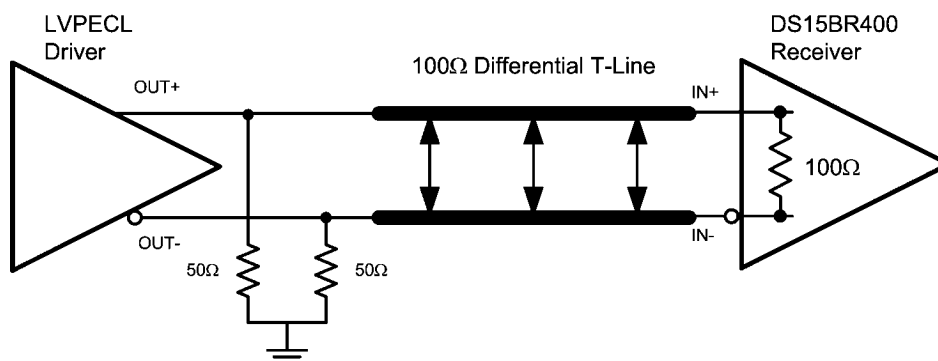 LVPECL
Driver
DS15BR400
Receiver
100Ω Differential T-Line
OUT+
IN+
100Ω
OUT-
IN-
50Ω
50Ω